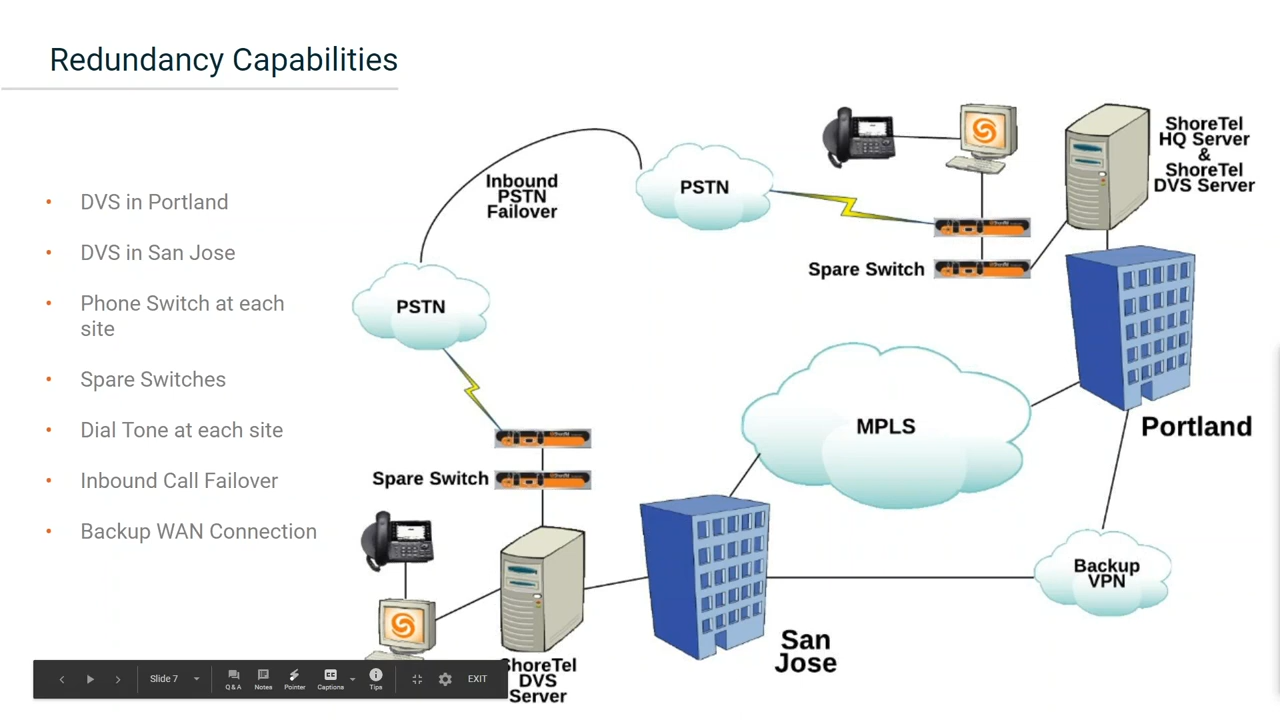 Redundancy Capabilities
• DVS in Portland
• DVS in San Jose
• Phone Switch at each
site
• Spare Switches
• Dial Tone at each site
• Inbound Call Failover
• Backup WAN Connection
Inbound
PSTN
Failover
PSTN
PSTN
ShoreTel
HQ Server
&
ShoreTel
DVS Server
Spare Switch
MPLS
Portland
Spare Switch
Backup
VPN
San
Jose
ShoreTel
DVS
Server
Slide 7
Q&A
Notes
Pointer
CC
Captions
Tips
EXIT